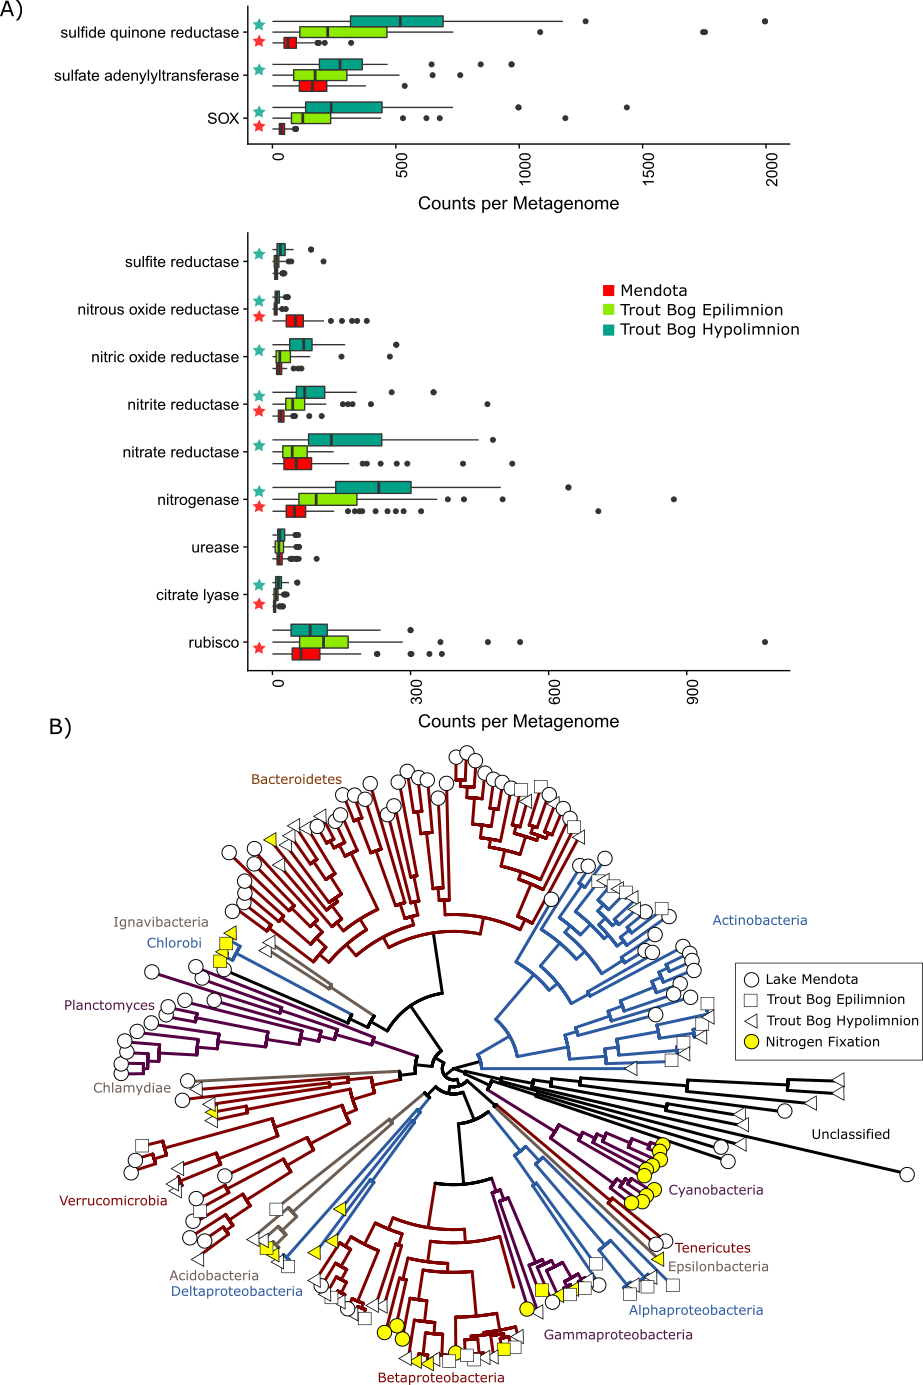 A)
sulfide quinone reductase
sulfate adenylyltransferase
SOX
0
500
1000
1500
2000
Counts per Metagenome
sulfite reductase
nitrous oxide reductase
nitric oxide reductase
nitrite reductase
nitrate reductase
nitrogenase
urease
citrate lyase
rubisco
Mendota
Trout Bog Epilimnion
Trout Bog Hypolimnion
0
300
600
900
Counts per Metagenome
B)
Bacteroidetes
Ignavibacteria
Chlorobi
Planctomyces
Chlamydiae
Verrucomicrobia
Acidobacteria
Deltaproteobacteria
Betaproteobacteria
Gammaproteobacteria
Alphaproteobacteria
Epsilonbacteria
Tenericutes
Cyanobacteria
Unclassified
Actinobacteria
Lake Mendota
Trout Bog Epilimnion
Trout Bog Hypolimnion
Nitrogen Fixation